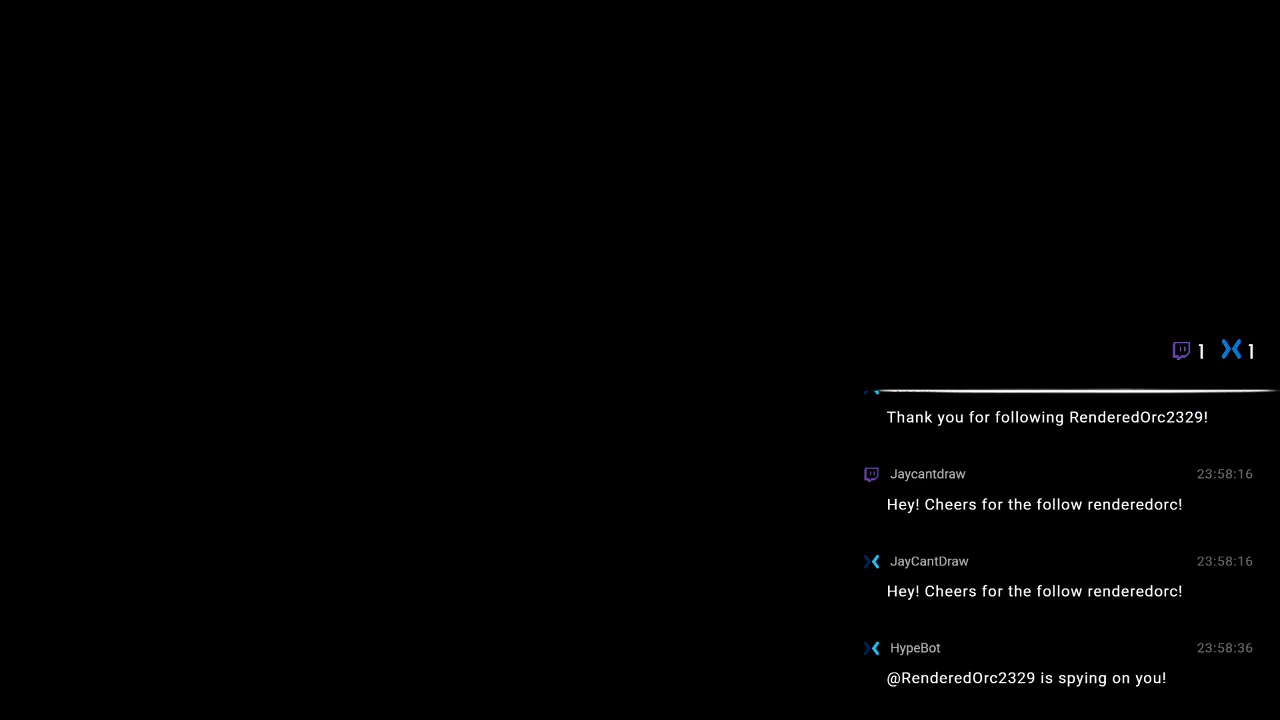 1 1
Thank you for following RenderedOrc2329!
Jaycantdraw 23:58:16
Hey! Cheers for the follow renderedorc!
JayCantDraw 23:58:16
Hey! Cheers for the follow renderedorc!
HypeBot 23:58:36
@RenderedOrc2329 is spying on you!